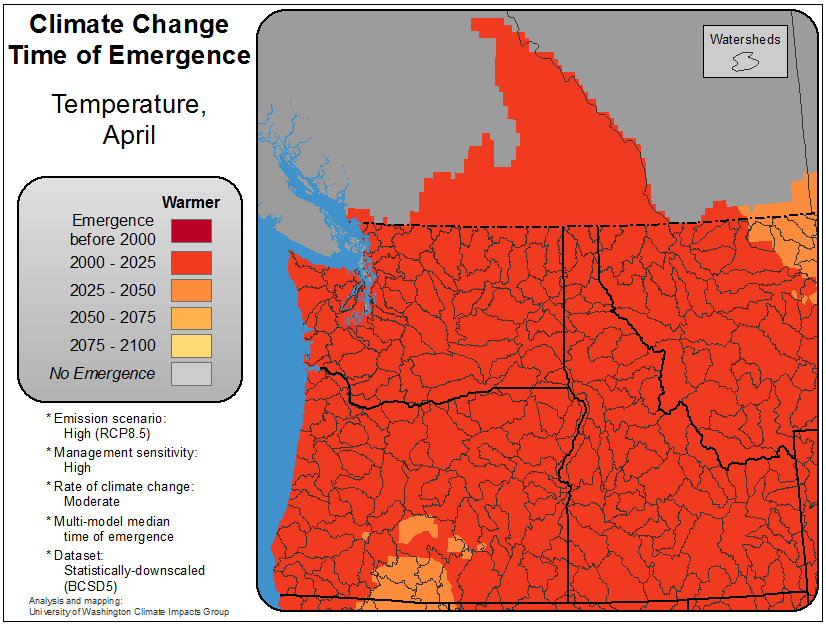 Climate Change
Time of Emergence
Temperature,
April
Warmer
Emergence
before 2000
2000 - 2025
2025 - 2050
2050 - 2075
2075 - 2100
No Emergence
* Emission scenario:
High (RCP8.5)
* Management sensitivity:
High
* Rate of climate change:
Moderate
* Multi-model median
time of emergence
* Dataset:
Statistically-downscaled
(BCSD5)
Analysis and mapping:
University of Washington Climate Impacts Group
Watersheds